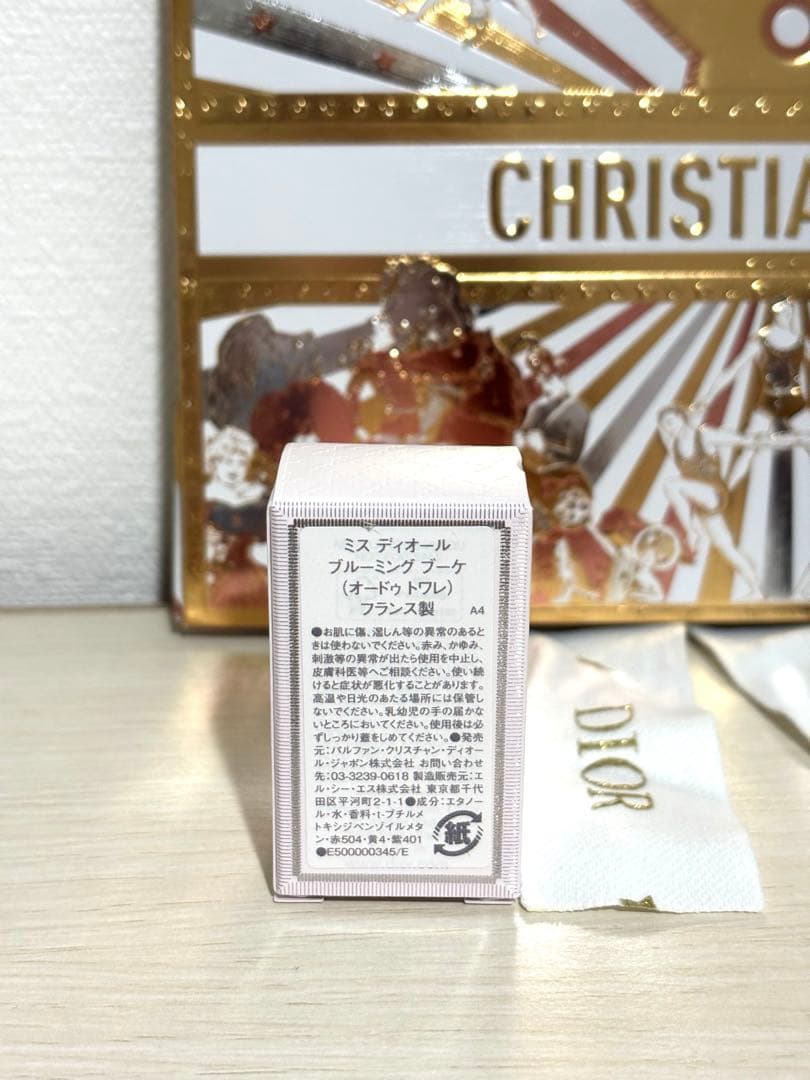 CHRISTIA
ミス ディオール
ブルーミング ブーケ
(オードゥ トワレ)
フランス製 A4
●お肌に傷、湿しん等の異常のあると
きは使わないでください。赤み、かゆみ、
刺激等の異常が出たら使用を中止し、
皮膚科医等へご相談ください。使い続
けると症状が悪化することがあります。
高温や日光のあたる場所には保管し
ないでください。乳幼児の手の届かな
いところにおいてください。使用後は必
ずしっかり蓋をしめてください。●発売
元:パルファン・クリスチャン・ディオー
ル・ジャポン株式会社 お問い合わせ
先:03-3239-0618 製造販売元:エ
ル・シー・エス株式会社 東京都千代
田区平河町2-1-1●成分:エタノー
ル・水・香料・t-ブチルメ
トキシジベンゾイルメタ
ン・赤504・黄4・紫401
●E500000345/E
紙
DIOR